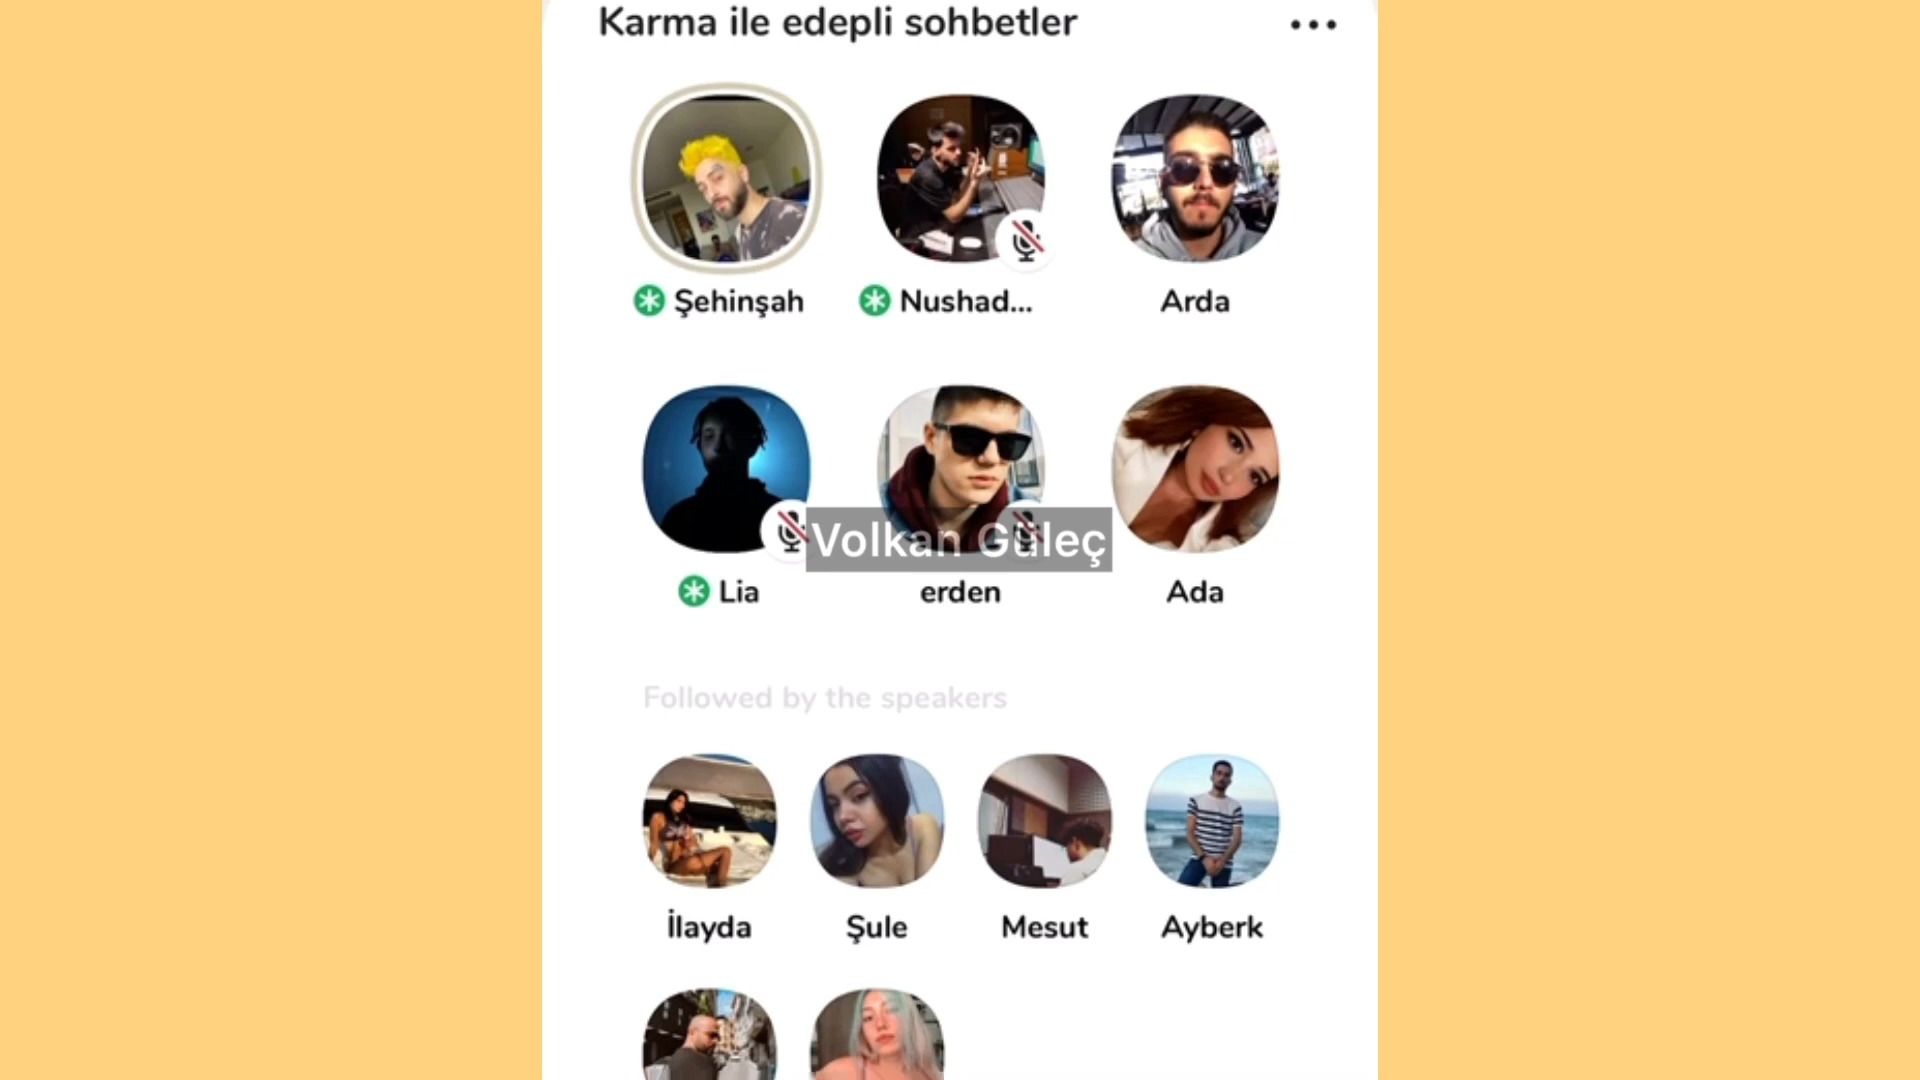 Karma ile edepli sohbetler
Şehinşah
Nushad...
Arda
Volkan Güleç
Lia
erden
Ada
Followed by the speakers
İlayda
Şule
Mesut
Ayberk